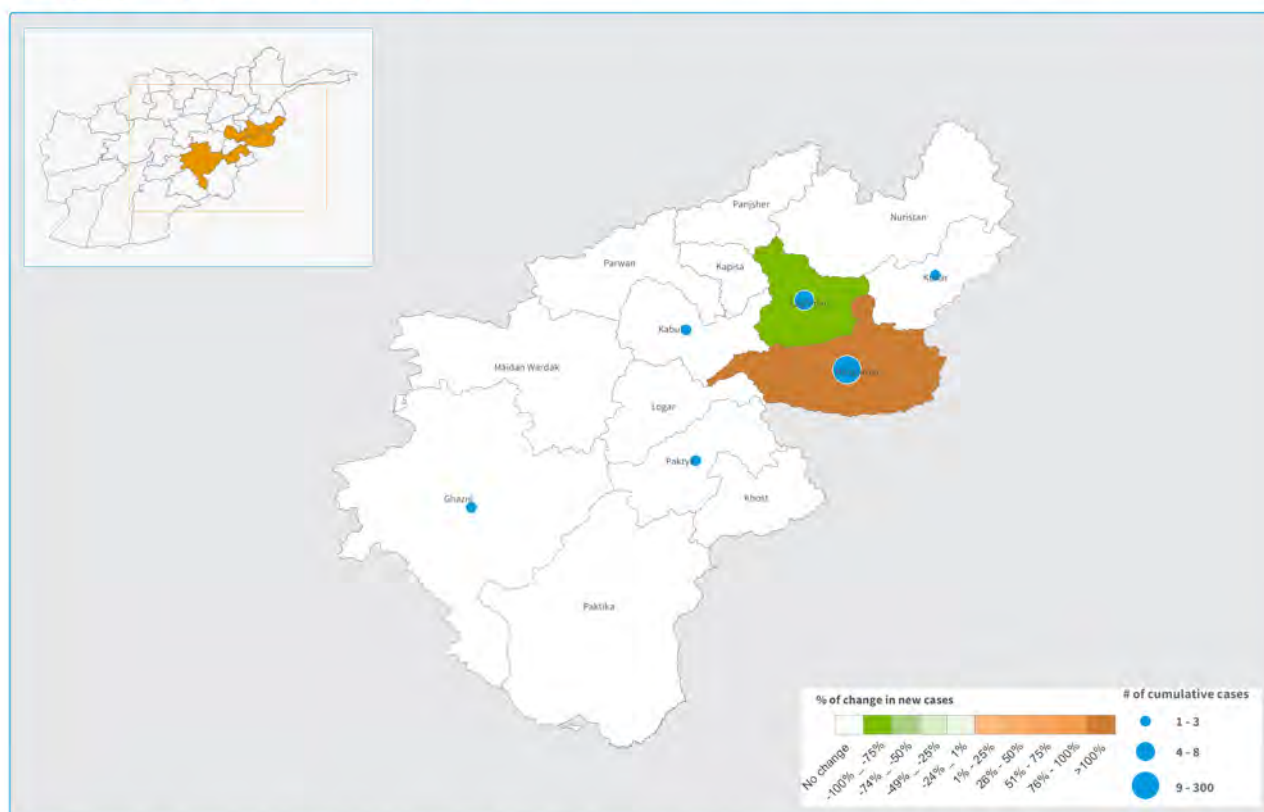 Panjsher
Nuristan
Parwan
Kapisa
Maidan Wardak
Logar
Ghazni
Khost
Paktika
% of change in new cases
No change
-100% _ -75%
-74% _ -50%
-49% _ -25%
-24% _ 1%
1% - 25%
26% - 50%
51% - 75%
76% - 100%
>100%
# of cumulative cases
1 - 3
4 - 8
9 - 300